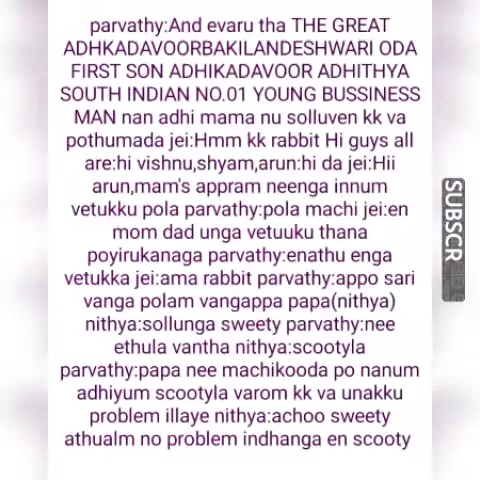 parvathy:And evaru tha THE GREAT
ADHKADAVOORBAKILANDESHWARI ODA
FIRST SON ADHIKADAVOOR ADHITHYA
SOUTH INDIAN NO.01 YOUNG BUSSINESS
MAN nan adhi mama nu solluven kk va
pothumada jei:Hmm kk rabbit Hi guys all
are:hi vishnu,shyam,arun:hi da jei:Hii
arun,mam's appram neenga innum
vetukku pola parvathy:pola machi jei:en
mom dad unga vetuuku thana
poyirukanaga parvathy:enathu enga
vetukka jei:ama rabbit parvathy:appo sari
vanga polam vangappa papa(nithya)
nithya:sollunga sweety parvathy:nee
ethula vantha nithya:scootyla
parvathy:papa nee machikooda po nanum
adhiyum scootyla varom kk va unakku
problem illaye nithya:achoo sweety
athualm no problem indhanga en scooty
SUBSCR